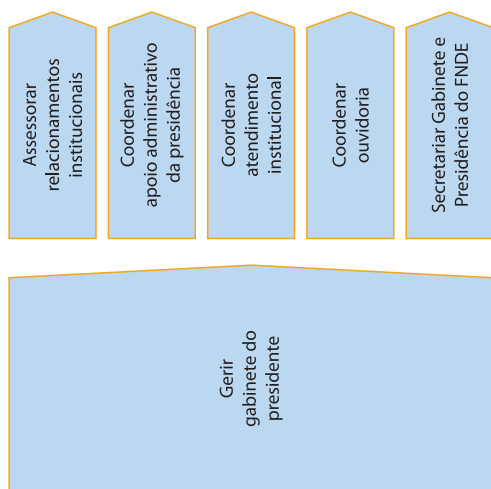 Gerir
gabinete do
presidente
Assessorar
relacionamentos
institucionais
Coordenar
apoio administrativo
da presidência
Coordenar
atendimento
institucional
Coordenar
ouvidoria
Secretariar Gabinete e
Presidência do FNDE